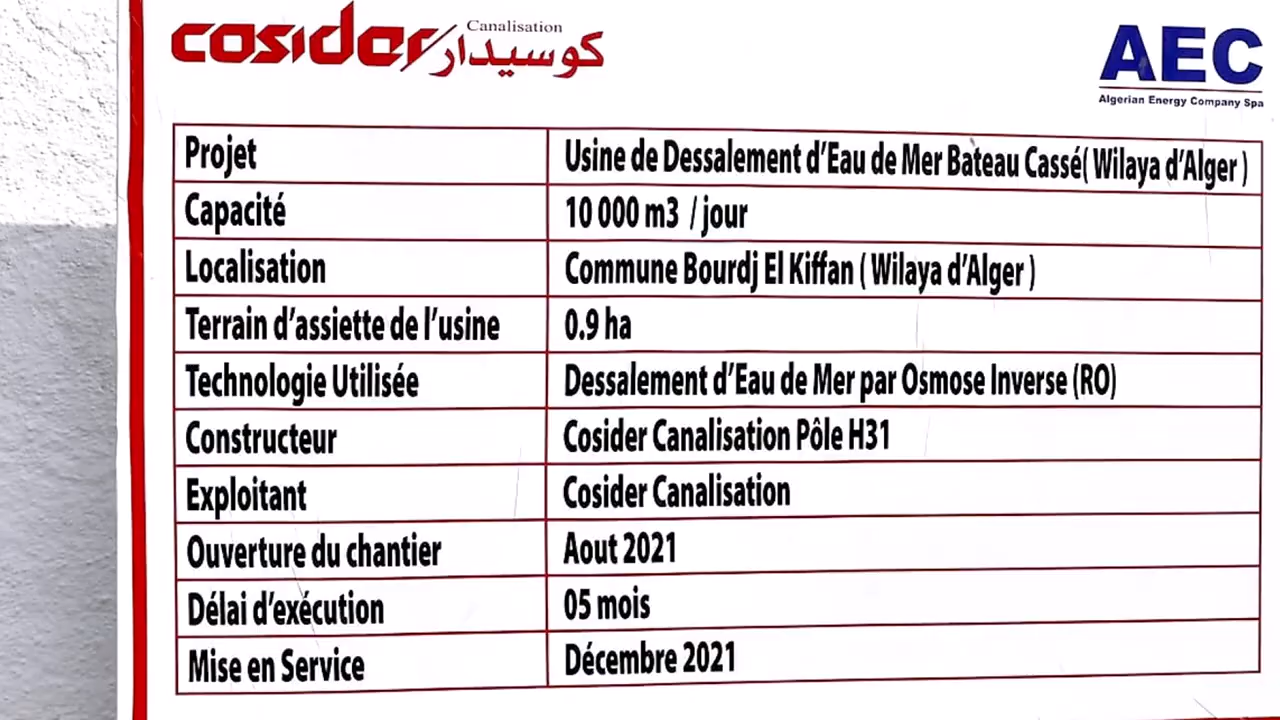 cosider Canalisation كوسيدار
AEC
Algerian Energy Company Spa
Projet Usine de Dessalement d'Eau de Mer Bateau Cassé( Wilaya d'Alger )
Capacité 10 000 m3 / jour
Localisation Commune Bourdj El Kiffan ( Wilaya d'Alger )
Terrain d'assiette de l'usine 0.9 ha
Technologie Utilisée Dessalement d'Eau de Mer par Osmose Inverse (RO)
Constructeur Cosider Canalisation Pôle H31
Exploitant Cosider Canalisation
Ouverture du chantier Aout 2021
Délai d'exécution 05 mois
Mise en Service Décembre 2021